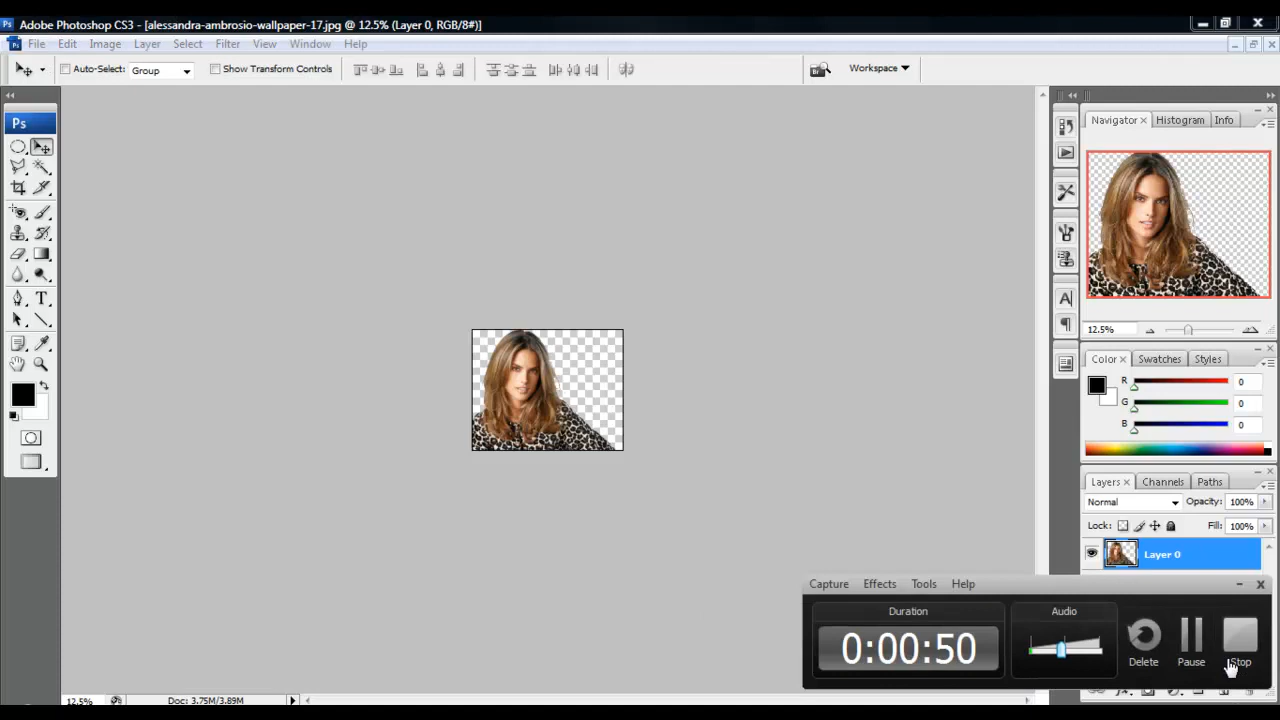 Ps Adobe Photoshop CS3 - [alessandra-ambrosio-wallpaper-17.jpg @ 12.5% (Layer 0, RGB/8#)]
Ps File Edit Image Layer Select Filter View Window Help
Auto-Select: Group Show Transform Controls Br Workspace
Ps
Navigator Histogram Info
12.5%
Color Swatches Styles
R 0
G 0
B 0
Layers Channels Paths
Normal Opacity: 100%
Lock: Fill: 100%
Layer 0
Capture Effects Tools Help
Duration Audio
0:00:50
Delete Pause Stop
12.5% Doc: 3.75M/3.89M